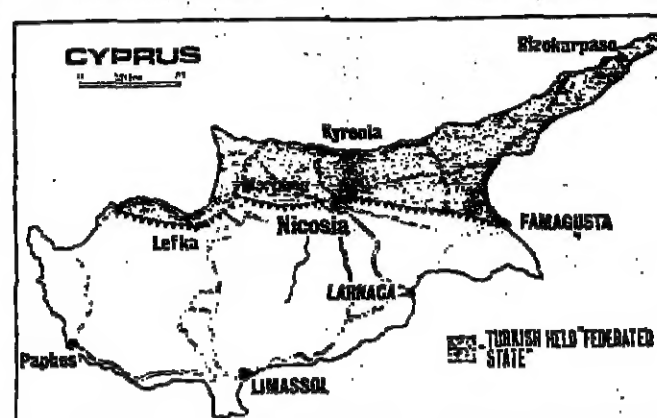 CYPRUS
Rizokarpaso
Kyrenia
Nicosia
Lefka
FAMAGUSTA
LARNACA
TURKISH HELD "FEDERATED
STATE"
Paphos
LIMASSOL